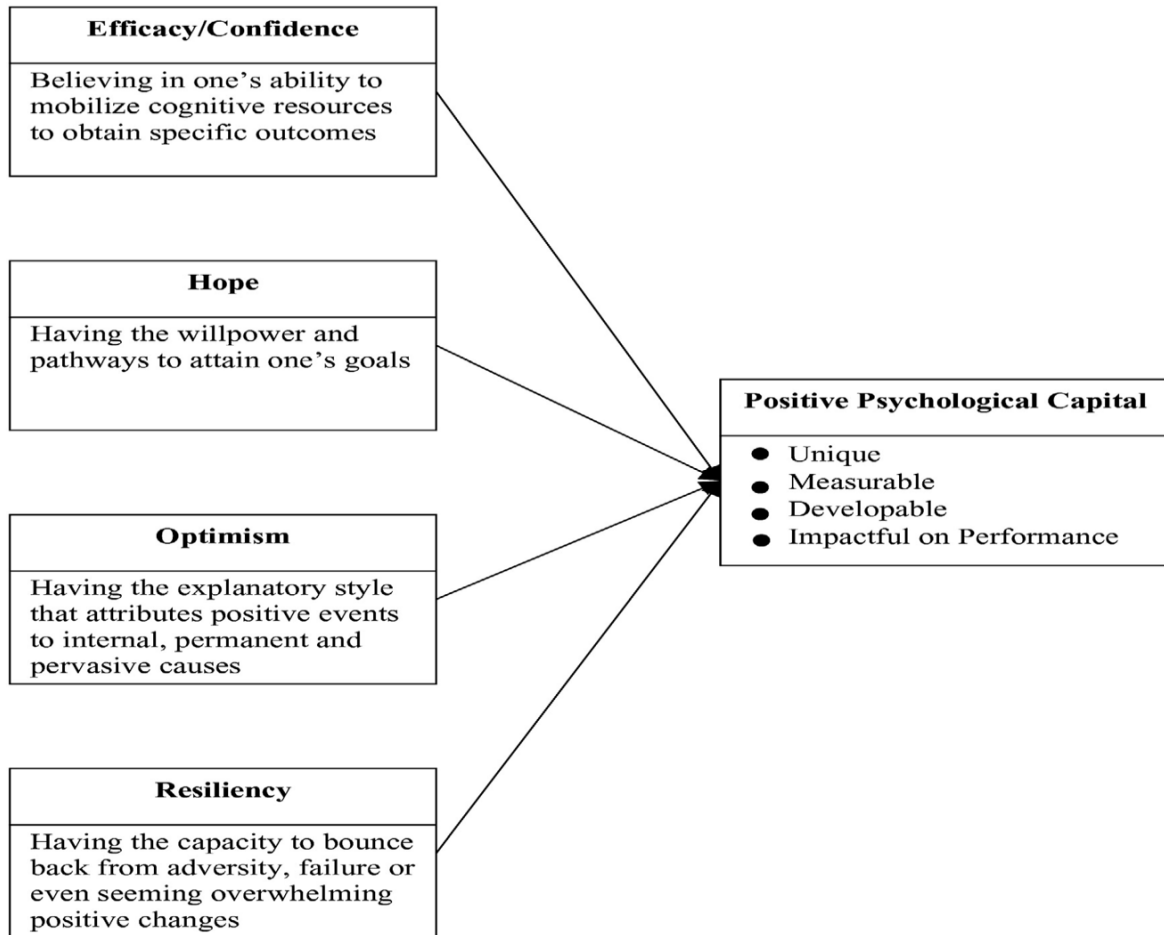 Efficacy/Confidence
Believing in one's ability to
mobilize cognitive resources
to obtain specific outcomes
Hope
Having the willpower and
pathways to attain one's goals
Optimism
Having the explanatory style
that attributes positive events
to internal, permanent and
pervasive causes
Resiliency
Having the capacity to bounce
back from adversity, failure or
even seeming overwhelming
positive changes
Positive Psychological Capital
● Unique
● Measurable
● Developable
● Impactful on Performance